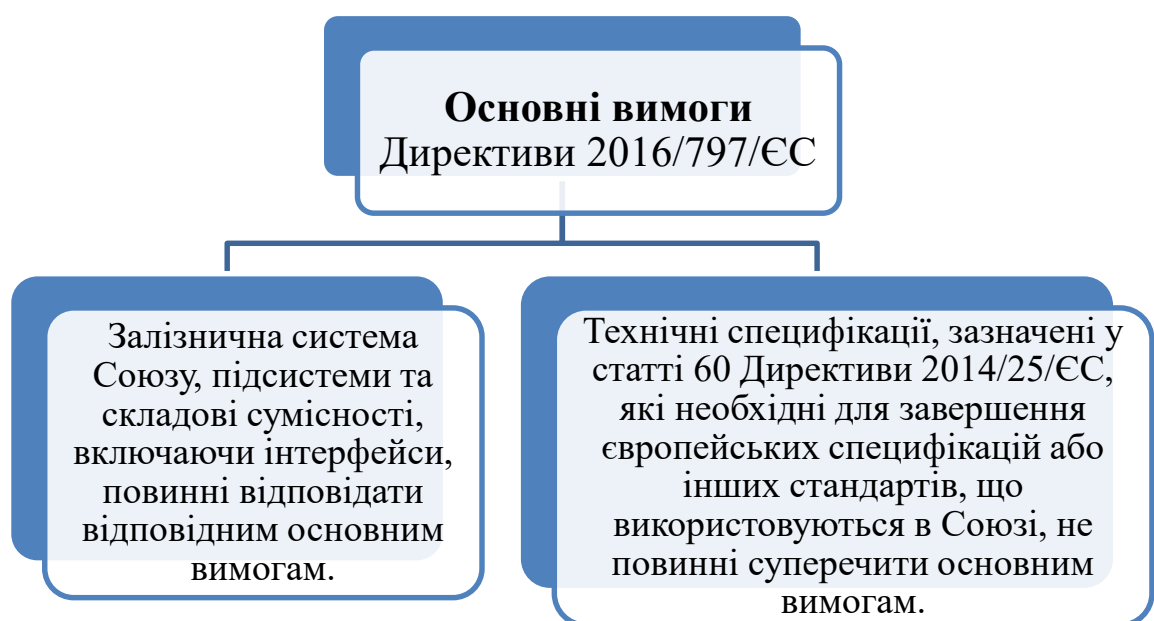 Основні вимоги
Директиви 2016/797/ЄС
Залізнична система
Союзу, підсистеми та
складові сумісності,
включаючи інтерфейси,
повинні відповідати
відповідним основним
вимогам.
Технічні специфікації, зазначені у
статті 60 Директиви 2014/25/ЄС,
які необхідні для завершення
європейських специфікацій або
інших стандартів, що
використовуються в Союзі, не
повинні суперечити основним
вимогам.